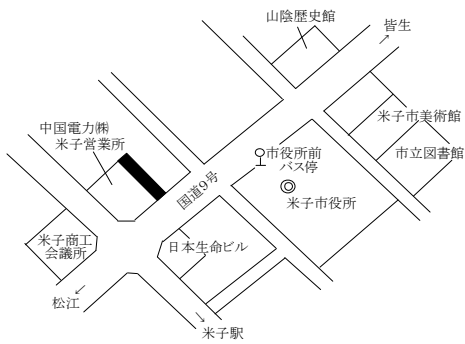 山陰歴史館
皆生
↗
中国電力㈱
米子営業所
米子市美術館
市立図書館
市役所前
バス停
国道9号
◎
米子市役所
米子商工
会議所
日本生命ビル
松江
↙
↘
米子駅